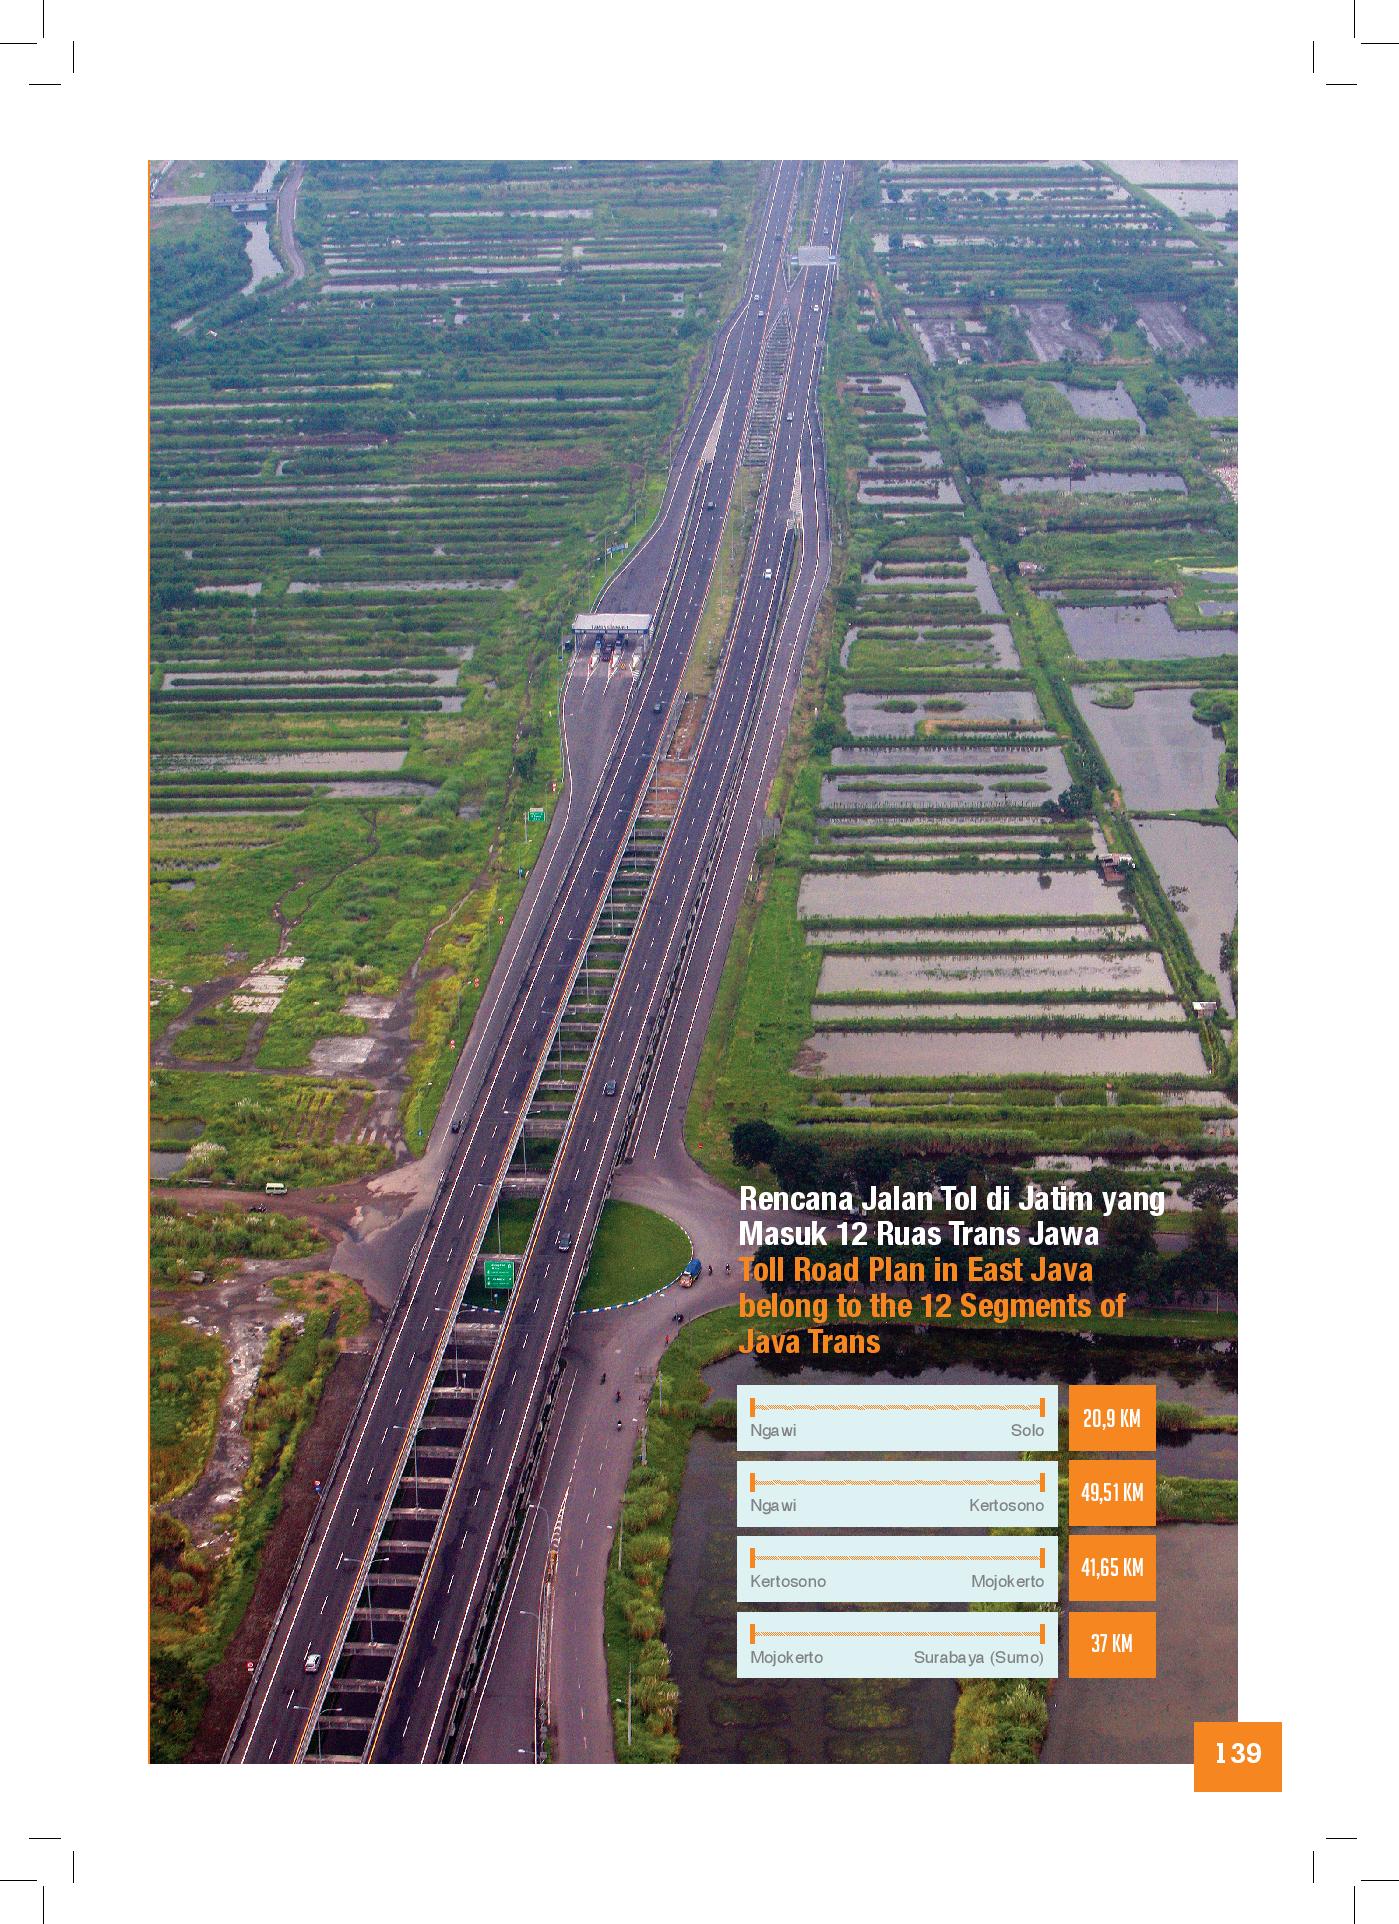 Rencana Jalan Tol di Jatim yang
Masuk 12 Ruas Trans Jawa
Toll Road Plan in East Java
belong to the 12 Segments of
Java Trans
Ngawi Solo 20,9 KM
Ngawi Kertosono 49,51 KM
Kertosono Mojokerto 41,65 KM
Mojokerto Surabaya (Sumo) 37 KM
139